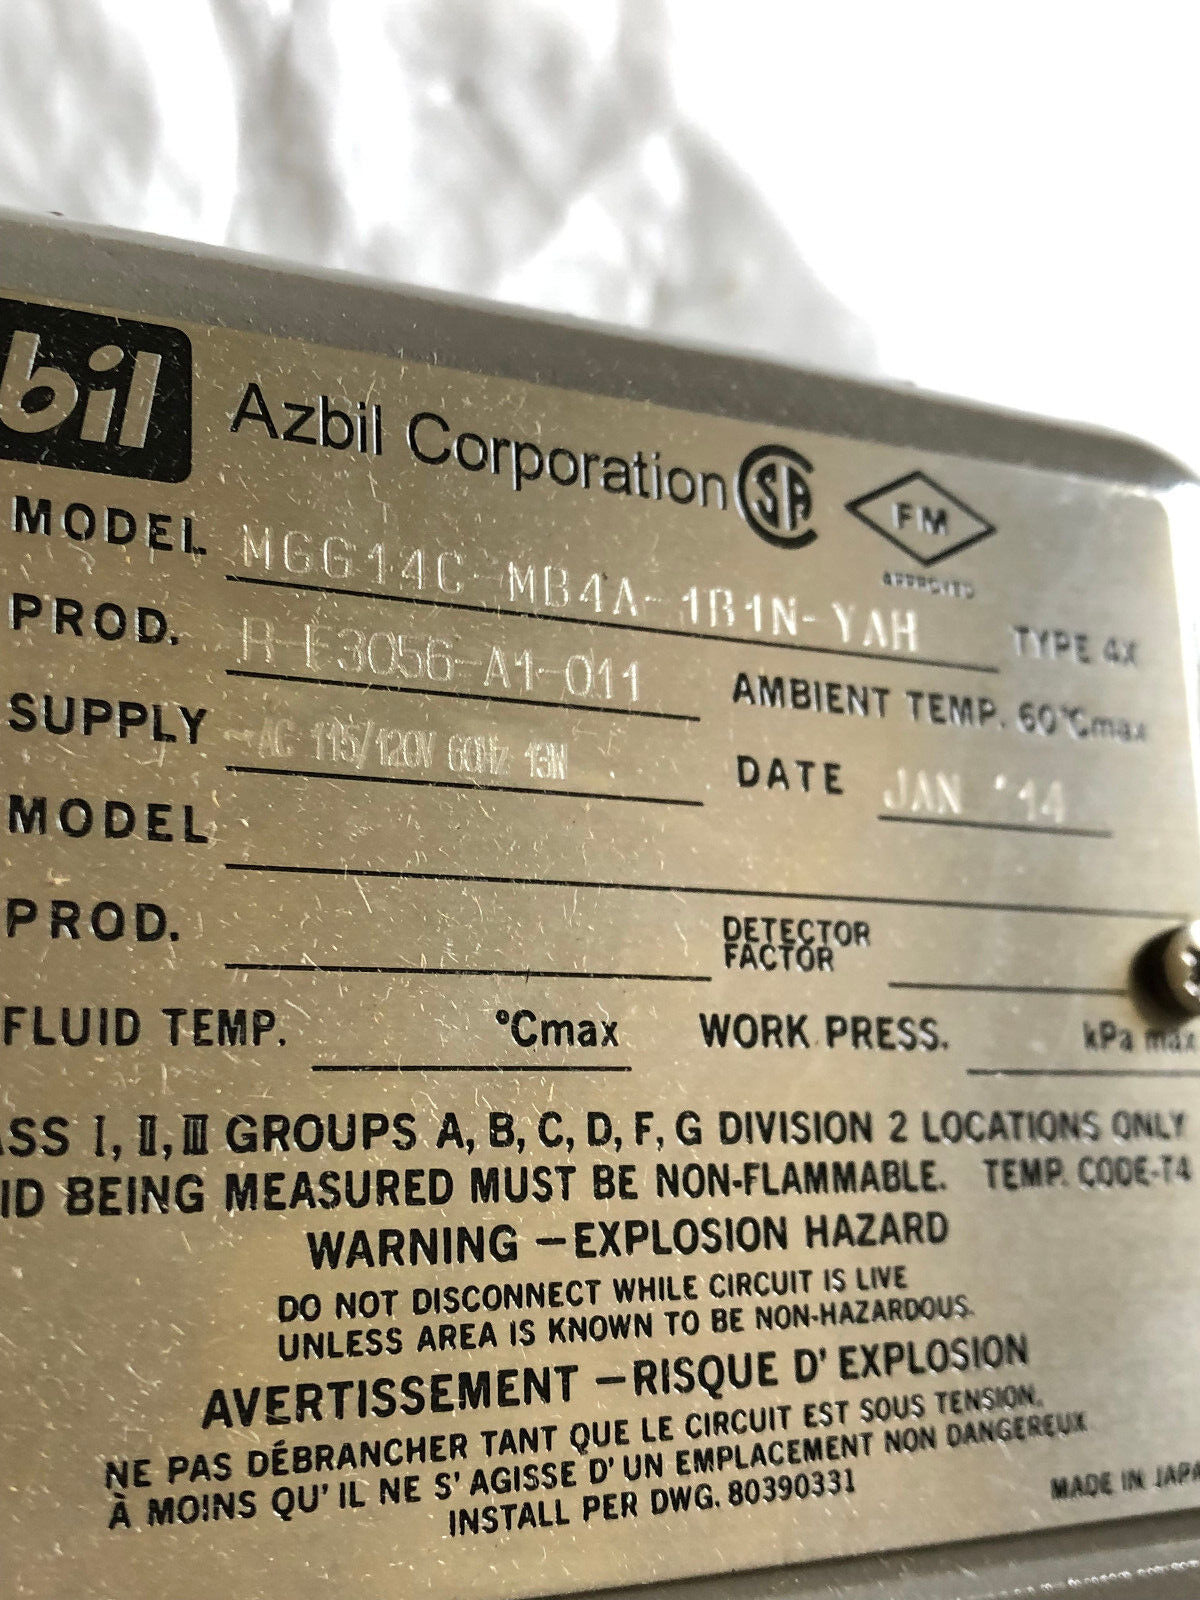 bil Azbil Corporation CSA FM
APPROVED
MODEL MGG14C-MB4A-1B1N-YAH TYPE 4X
PROD. R-E3056-A1-011 AMBIENT TEMP. 60°Cmax
SUPPLY AC 115/120V 60Hz 13W DATE JAN '14
MODEL
PROD. DETECTOR
FACTOR
FLUID TEMP. °Cmax WORK PRESS. kPa max
ASS I, II, III GROUPS A, B, C, D, F, G DIVISION 2 LOCATIONS ONLY
ID BEING MEASURED MUST BE NON-FLAMMABLE. TEMP. CODE-T4
WARNING – EXPLOSION HAZARD
DO NOT DISCONNECT WHILE CIRCUIT IS LIVE
UNLESS AREA IS KNOWN TO BE NON-HAZARDOUS.
AVERTISSEMENT – RISQUE D' EXPLOSION
NE PAS DÉBRANCHER TANT QUE LE CIRCUIT EST SOUS TENSION,
À MOINS QU' IL NE S' AGISSE D' UN EMPLACEMENT NON DANGEREUX
INSTALL PER DWG. 80390331
MADE IN JAPA